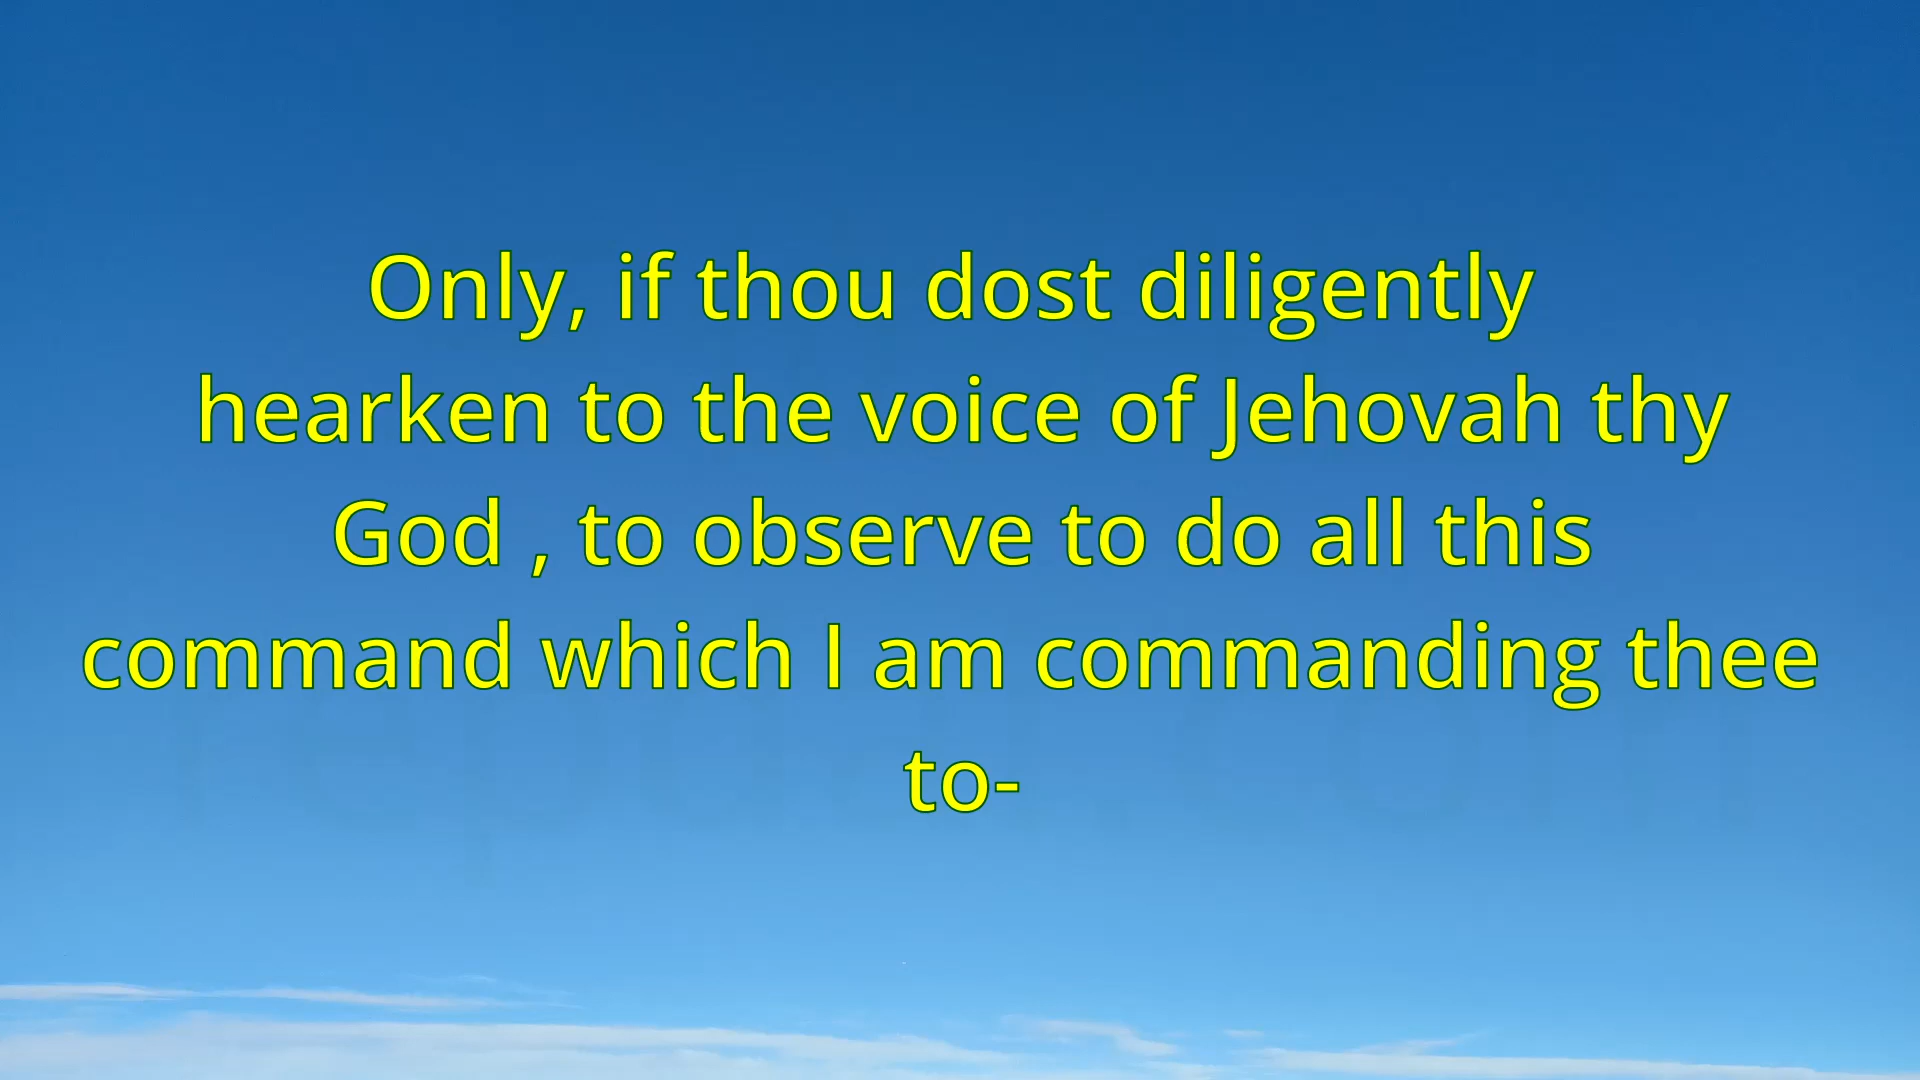 Only, if thou dost diligently
hearken to the voice of Jehovah thy
God , to observe to do all this
command which I am commanding thee
to-